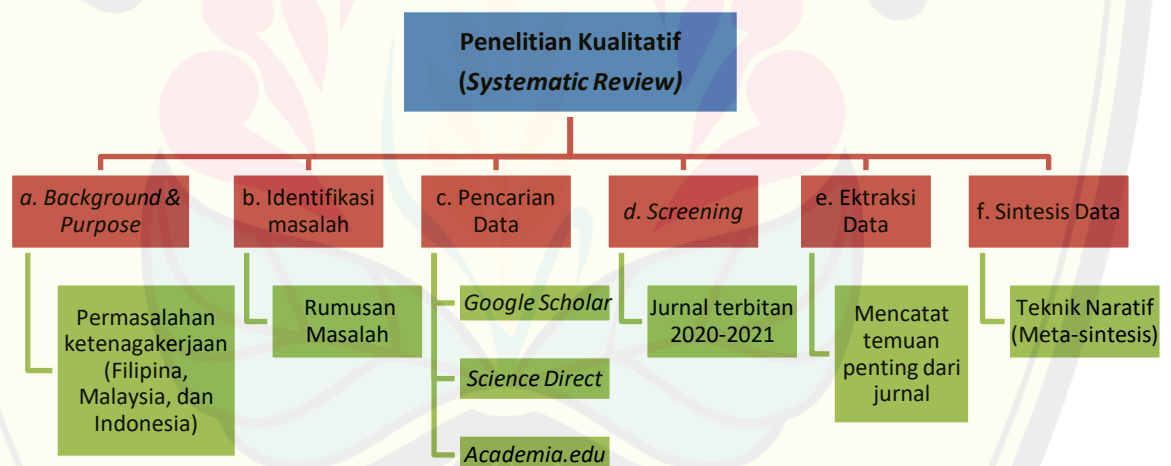 Penelitian Kualitatif
(Systematic Review)
a. Background &
Purpose
b. Identifikasi
masalah
c. Pencarian
Data
d. Screening
e. Ektraksi
Data
f. Sintesis Data
Permasalahan
ketenagakerjaan
(Filipina,
Malaysia, dan
Indonesia)
Rumusan
Masalah
Google Scholar
Science Direct
Academia.edu
Jurnal terbitan
2020-2021
Mencatat
temuan
penting dari
jurnal
Teknik Naratif
(Meta-sintesis)